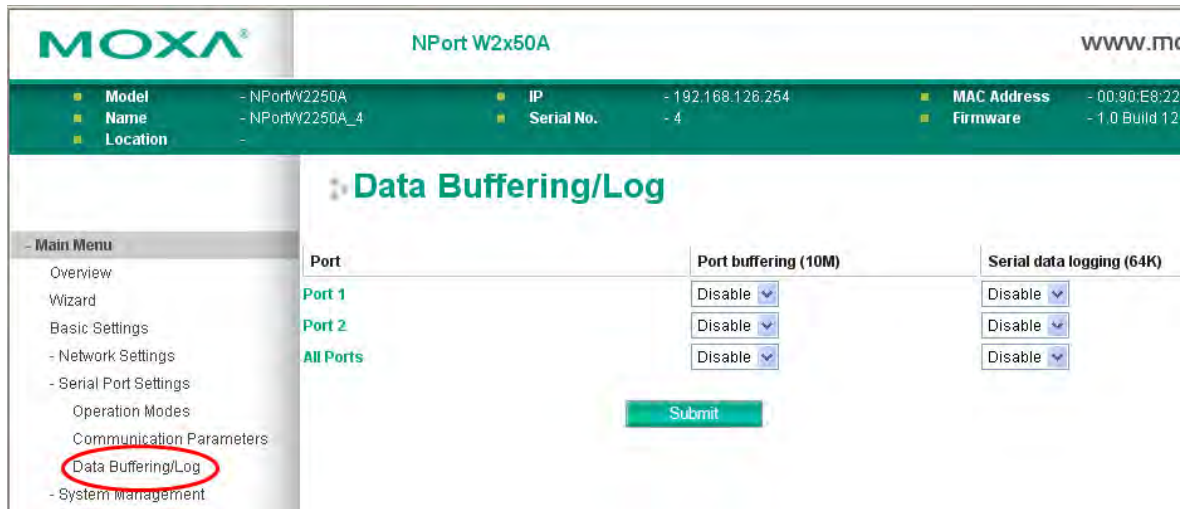 MOXA®
NPort W2x50A
www.mo
Model - NPortW2250A
IP - 192.168.126.254
MAC Address - 00:90:E8:22
Name - NPortW2250A_4
Serial No. - 4
Firmware - 1.0 Build 12
Location -
Data Buffering/Log
- Main Menu
Overview
Wizard
Basic Settings
- Network Settings
- Serial Port Settings
Operation Modes
Communication Parameters
Data Buffering/Log
- System Management
Port Port buffering (10M) Serial data logging (64K)
Port 1 Disable Disable
Port 2 Disable Disable
All Ports Disable Disable
Submit